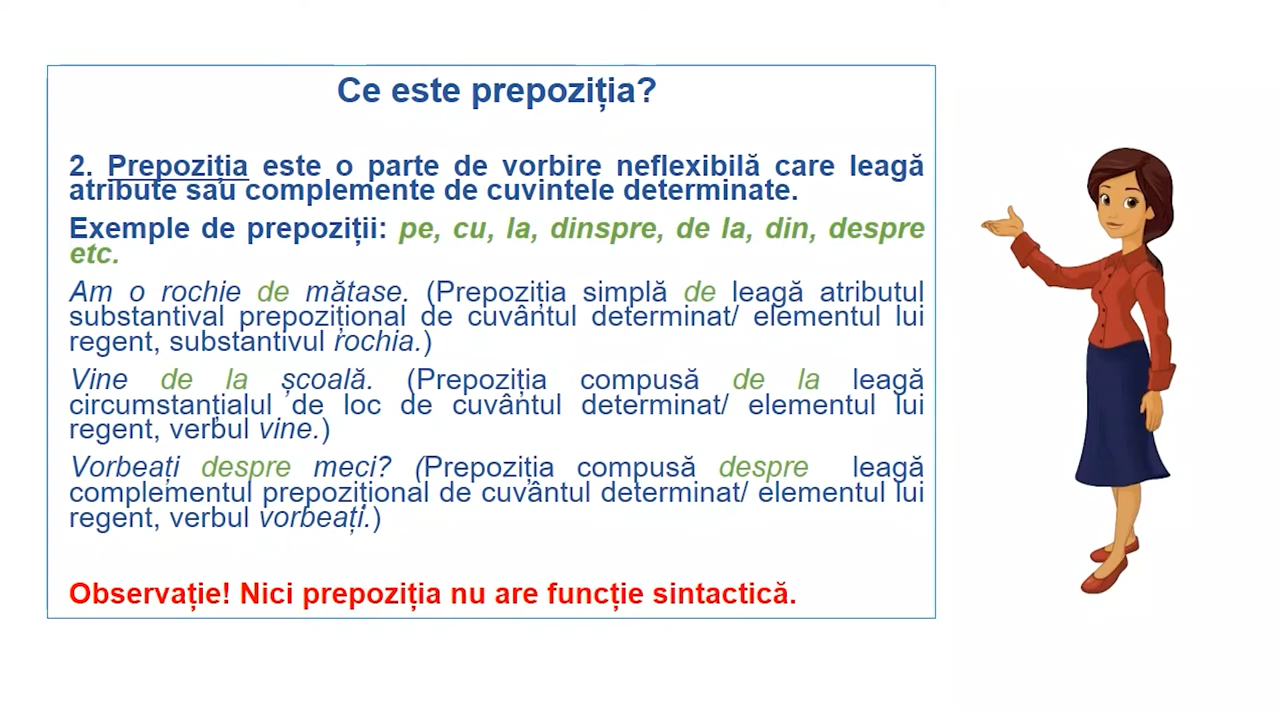 Ce este prepoziția?
2. Prepoziția este o parte de vorbire neflexibilă care leagă
atribute sau complemente de cuvintele determinate.
Exemple de prepoziții: pe, cu, la, dinspre, de la, din, despre
etc.
Am o rochie de mătase. (Prepoziția simplă de leagă atributul
substantival prepozițional de cuvântul determinat/ elementul lui
regent, substantivul rochia.)
Vine de la școală. (Prepoziția compusă de la leagă
circumstanțialul de loc de cuvântul determinat/ elementul lui
regent, verbul vine.)
Vorbeați despre meci? (Prepoziția compusă despre leagă
complementul prepozițional de cuvântul determinat/ elementul lui
regent, verbul vorbeați.)
Observație! Nici prepoziția nu are funcție sintactică.